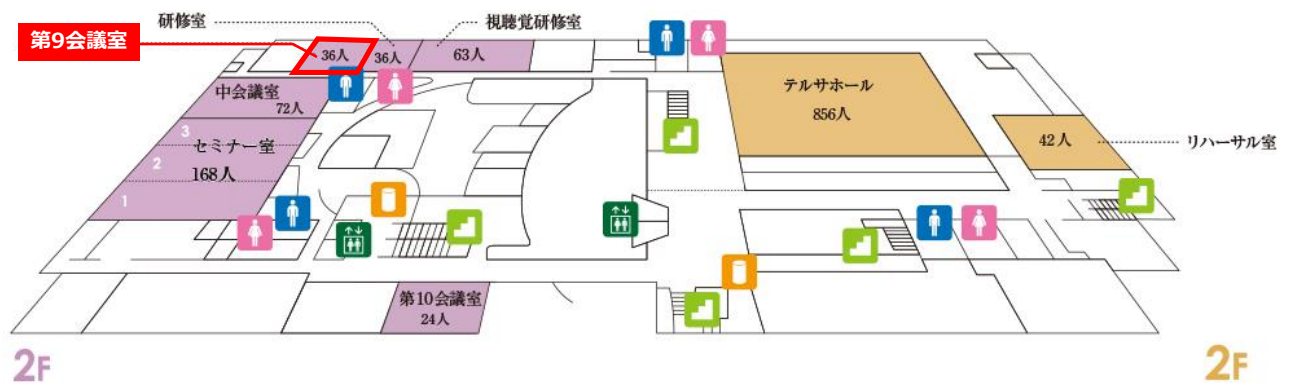 研修室
視聴覚研修室
第9会議室
36人
36人
63人
中会議室
72人
テルサホール
856人
3
セミナー室
2
168人
1
42人
リハーサル室
第10会議室
24人
2F
2F